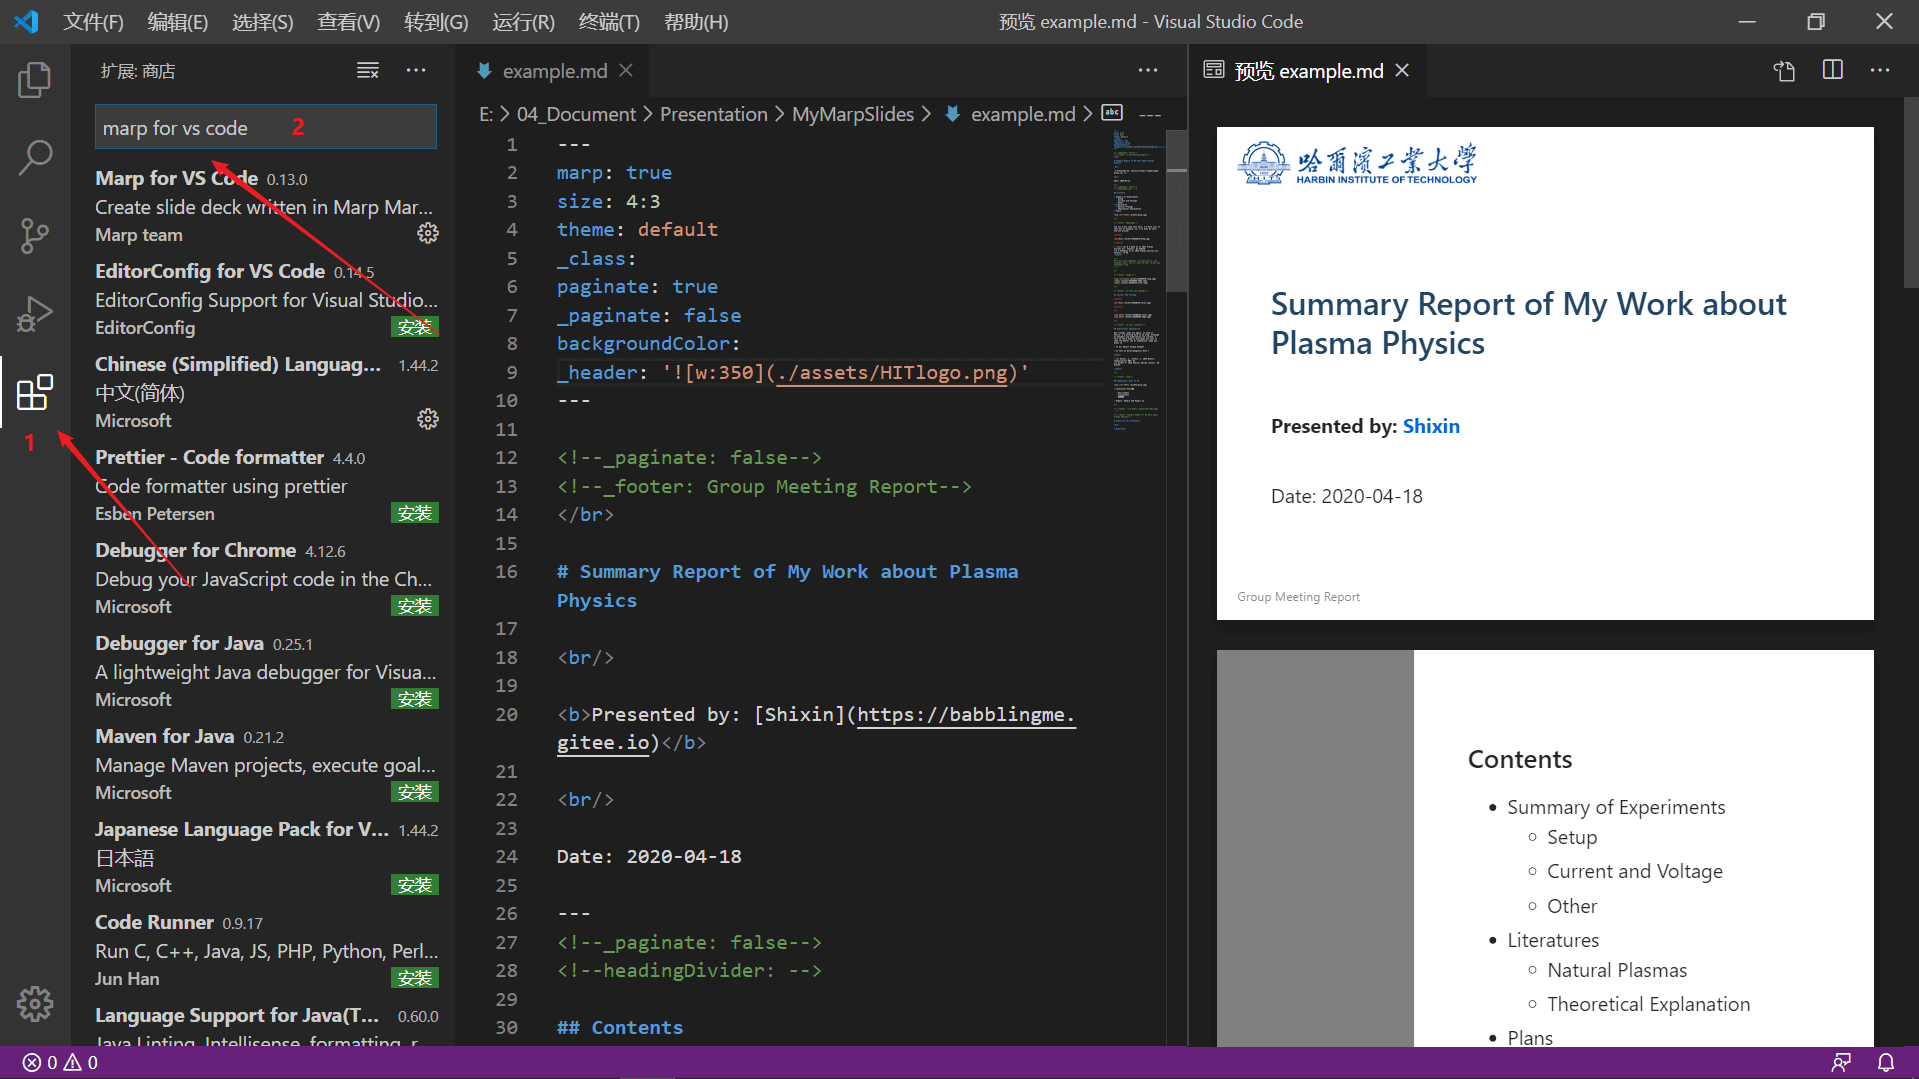 文件(F) 编辑(E) 选择(S) 查看(V) 转到(G) 运行(R) 终端(T) 帮助(H) 预览 example.md - Visual Studio Code
扩展: 商店
marp for vs code 2
1
Marp for VS Code 0.13.0
Create slide deck written in Marp Mar...
Marp team
EditorConfig for VS Code 0.14.5
EditorConfig Support for Visual Studio...
EditorConfig 安装
Chinese (Simplified) Languag... 1.44.2
中文(简体)
Microsoft
Prettier - Code formatter 4.4.0
Code formatter using prettier
Esben Petersen 安装
Debugger for Chrome 4.12.6
Debug your JavaScript code in the Ch...
Microsoft 安装
Debugger for Java 0.25.1
A lightweight Java debugger for Visua...
Microsoft 安装
Maven for Java 0.21.2
Manage Maven projects, execute goal...
Microsoft 安装
Japanese Language Pack for V... 1.44.2
日本語
Microsoft 安装
Code Runner 0.9.17
Run C, C++, Java, JS, PHP, Python, Perl...
Jun Han 安装
Language Support for Java(T... 0.60.0
Java Linting, Intellisense, formatting, r...
example.md
E: > 04_Document > Presentation > MyMarpSlides > example.md > abc ---
1 ---
2 marp: true
3 size: 4:3
4 theme: default
5 _class:
6 paginate: true
7 _paginate: false
8 backgroundColor:
9 _header: '![w:350](./assets/HITlogo.png)'
10 ---
11
12 <!--_paginate: false-->
13 <!--_footer: Group Meeting Report-->
14 </br>
15
16 # Summary Report of My Work about Plasma
Physics
17
18 <br/>
19
20 <b>Presented by: [Shixin](https://babblingme.
gitee.io)</b>
21
22 <br/>
23
24 Date: 2020-04-18
25
26 ---
27 <!--_paginate: false-->
28 <!--headingDivider: -->
29
30 ## Contents
预览 example.md
哈爾濱工業大学
HARBIN INSTITUTE OF TECHNOLOGY
Summary Report of My Work about
Plasma Physics
Presented by: Shixin
Date: 2020-04-18
Group Meeting Report
Contents
• Summary of Experiments
◦ Setup
◦ Current and Voltage
◦ Other
• Literatures
◦ Natural Plasmas
◦ Theoretical Explanation
• Plans
0 0